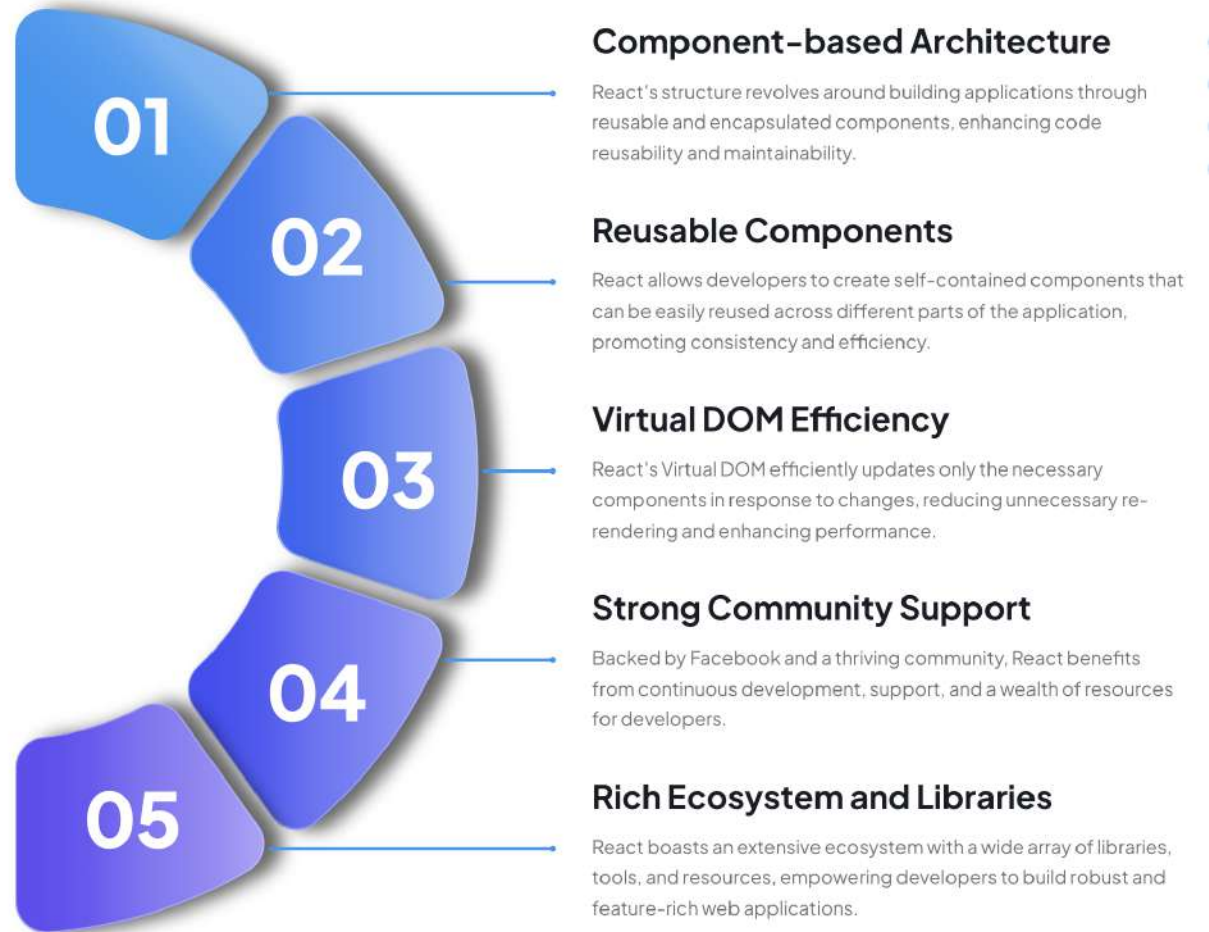 01
Component-based Architecture
React's structure revolves around building applications through
reusable and encapsulated components, enhancing code
reusability and maintainability.
02
Reusable Components
React allows developers to create self-contained components that
can be easily reused across different parts of the application,
promoting consistency and efficiency.
03
Virtual DOM Efficiency
React's Virtual DOM efficiently updates only the necessary
components in response to changes, reducing unnecessary re-
rendering and enhancing performance.
04
Strong Community Support
Backed by Facebook and a thriving community, React benefits
from continuous development, support, and a wealth of resources
for developers.
05
Rich Ecosystem and Libraries
React boasts an extensive ecosystem with a wide array of libraries,
tools, and resources, empowering developers to build robust and
feature-rich web applications.